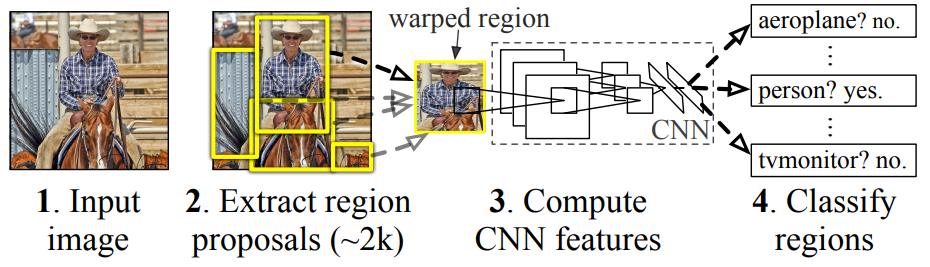 warped region
aeroplane? no.
⋮
person? yes.
CNN
⋮
tvmonitor? no.
1. Input
image
2. Extract region
proposals (~2k)
3. Compute
CNN features
4. Classify
regions